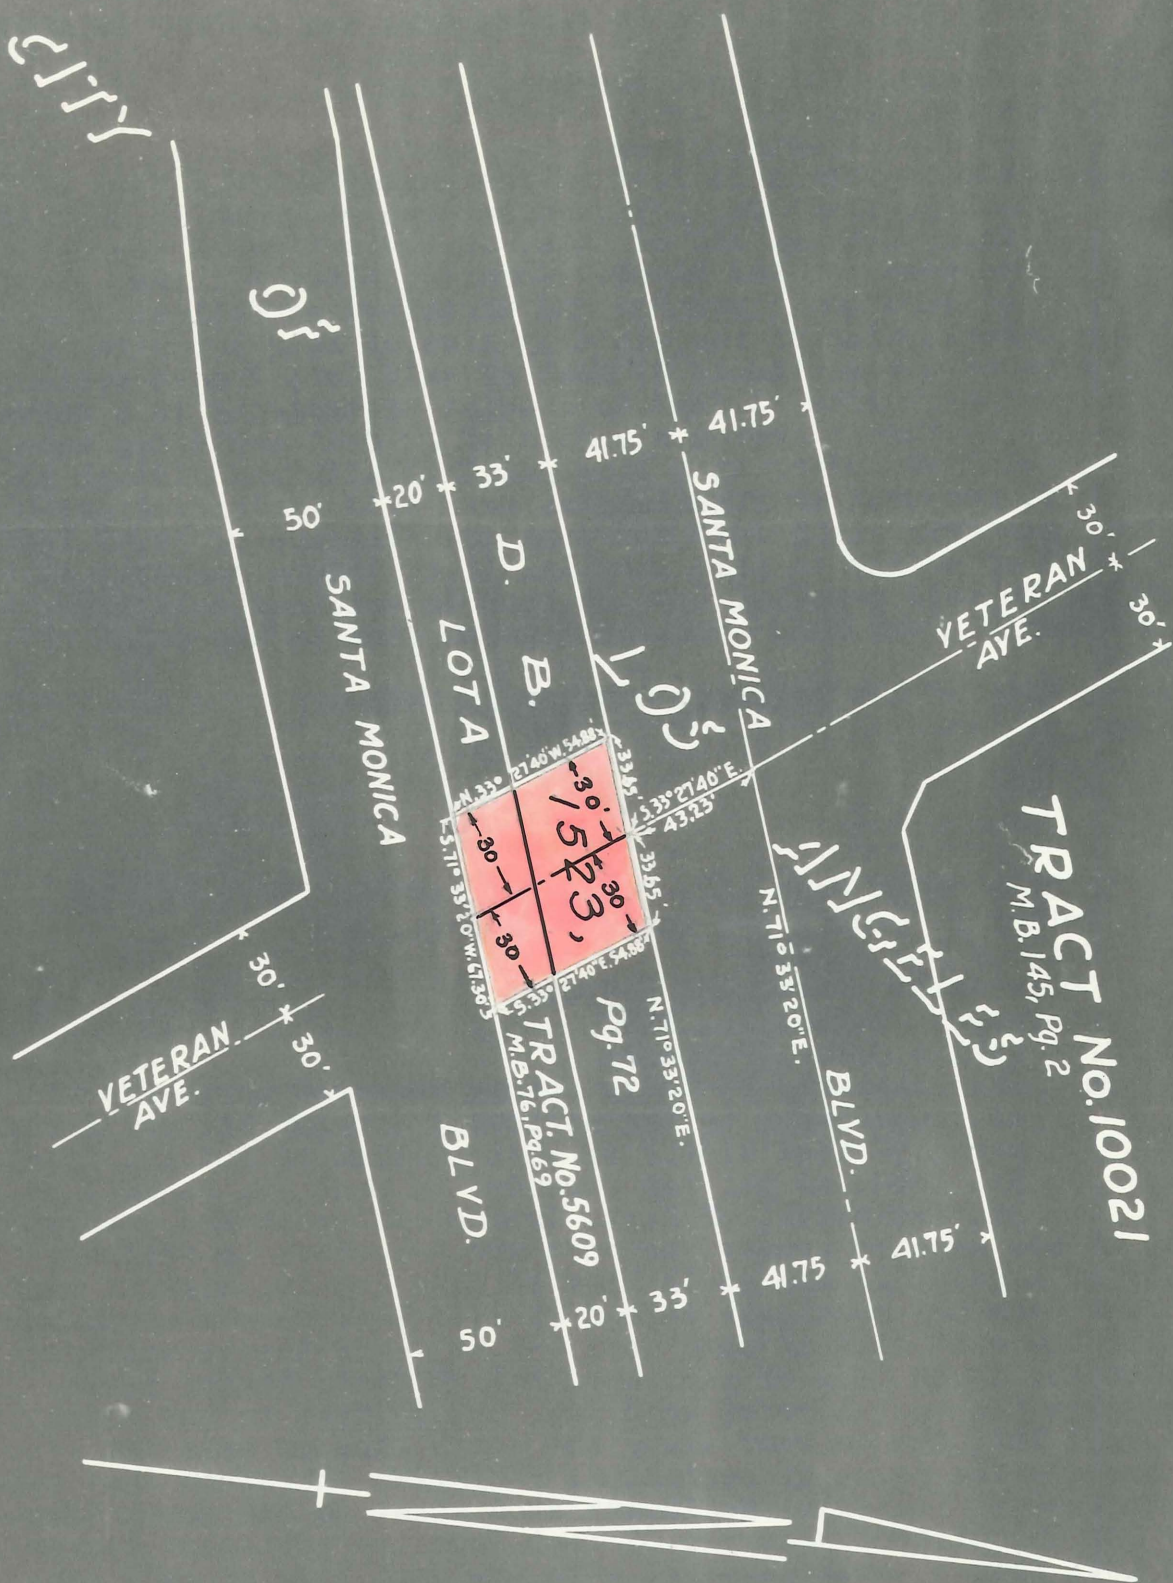 CITY
OF
LOS
ANGELES
TRACT No. 10021
M.B. 145, Pg. 2
VETERAN
AVE.
30'
30'
41.75'
41.75'
33'
20'
50'
SANTA MONICA
BLVD.
N. 71° 33' 20" E.
S. 33° 27' 40" E.
43.23'
33.65'
33.65'
D. B. 1523, Pg. 72
N. 71° 33' 20" E.
N. 33° 27' 40" W. 54.88'
30'
30
30
30
S. 33° 27' 40" E. 54.88'
S. 71° 33' 20" W. 67.30'
LOT A
TRACT. No. 5609
M.B. 76, Pg. 69
SANTA MONICA
BLVD.
41.75'
41.75
33'
20'
50'
30'
30'
VETERAN
AVE.